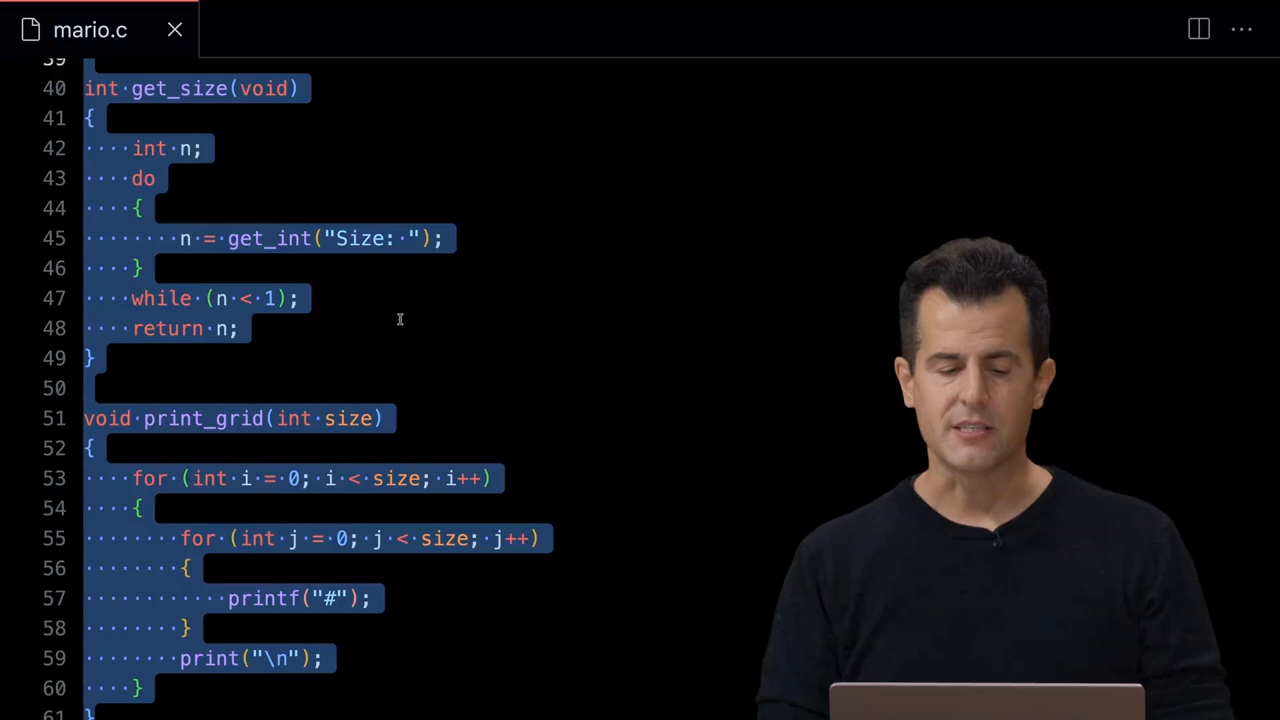 mario.c
39
40 int get_size(void)
41 {
42     int n;
43     do
44     {
45         n = get_int("Size: ");
46     }
47     while (n < 1);
48     return n;
49 }
50
51 void print_grid(int size)
52 {
53     for (int i = 0; i < size; i++)
54     {
55         for (int j = 0; j < size; j++)
56         {
57             printf("#");
58         }
59         print("\n");
60     }
61 }